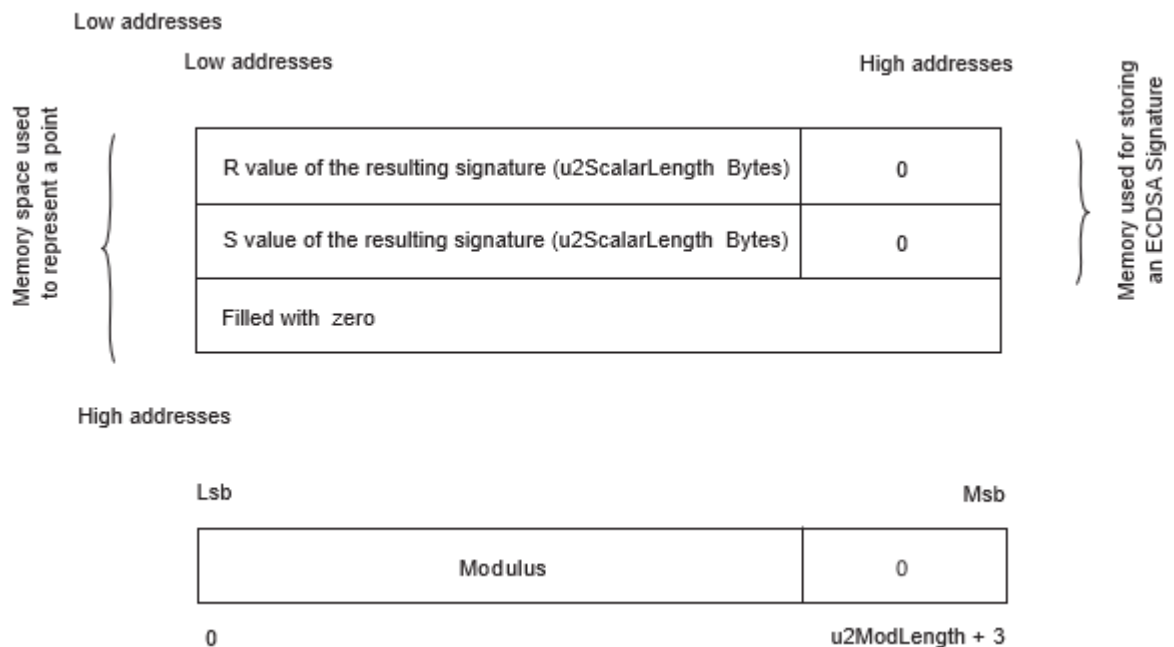 Low addresses
Low addresses
High addresses
Memory space used
to represent a point
R value of the resulting signature (u2ScalarLength Bytes)
0
Memory used for storing
an ECDSA Signature
S value of the resulting signature (u2ScalarLength Bytes)
0
Filled with zero
High addresses
Lsb
Msb
Modulus
0
0
u2ModLength + 3